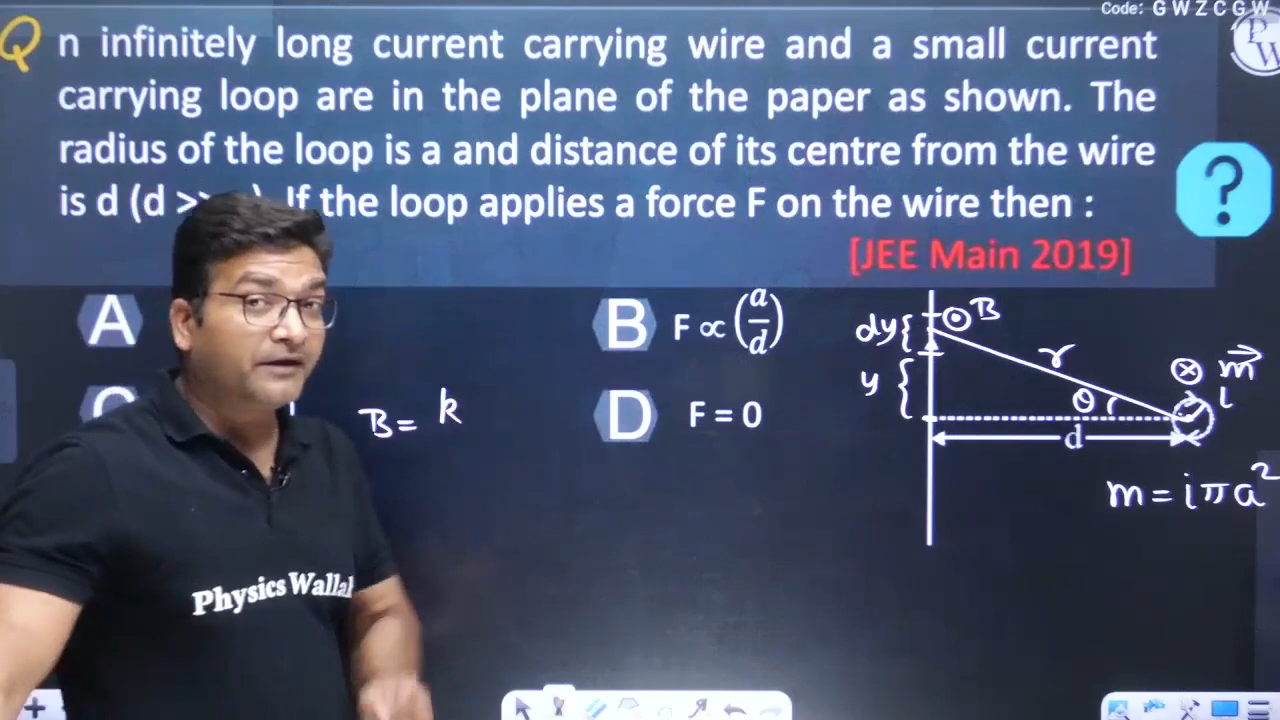 Code: G W Z C G W
Q n infinitely long current carrying wire and a small current
carrying loop are in the plane of the paper as shown. The
radius of the loop is a and distance of its centre from the wire
is d (d >> ). If the loop applies a force F on the wire then :
[JEE Main 2019]
?
A
B F ∝ (a/d)
D F = 0
B = k
dy{
⊙B
r
y {
θ
⊗ m⃗
i
d
m = iπa²
Physics Wallah
PW